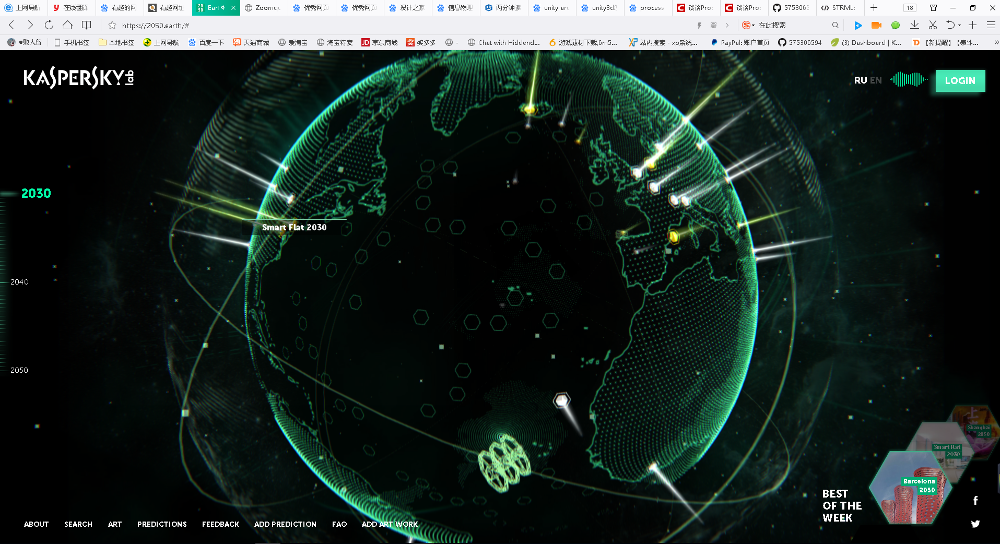 上网导航
在线翻译
有趣的网
有趣网址
Eart
Zoomqu
优秀网页
优秀网页
设计之家
信息物理
两分钟读
unity arc
unity3d
process
谈谈Proc
谈谈Proc
5753065
STRML:
18
https://2050.earth/#
在此搜索
●贱人曾
手机书签
本地书签
上网导航
百度一下
天猫商城
爱淘宝
淘宝特卖
京东商城
奖多多
-
Chat with Hiddend...
游戏素材下载,6m5...
站内搜索 - xp系统...
PayPal: 账户首页
575306594
(3) Dashboard | K...
【新提醒】【泰斗...
KASPERSKY lab
RU EN
LOGIN
2030
Smart Flat 2030
2040
2050
Shanghai
2050
Smart Flat
2030
Barcelona
2050
BEST
OF THE
WEEK
ABOUT
SEARCH
ART
PREDICTIONS
FEEDBACK
ADD PREDICTION
FAQ
ADD ART WORK